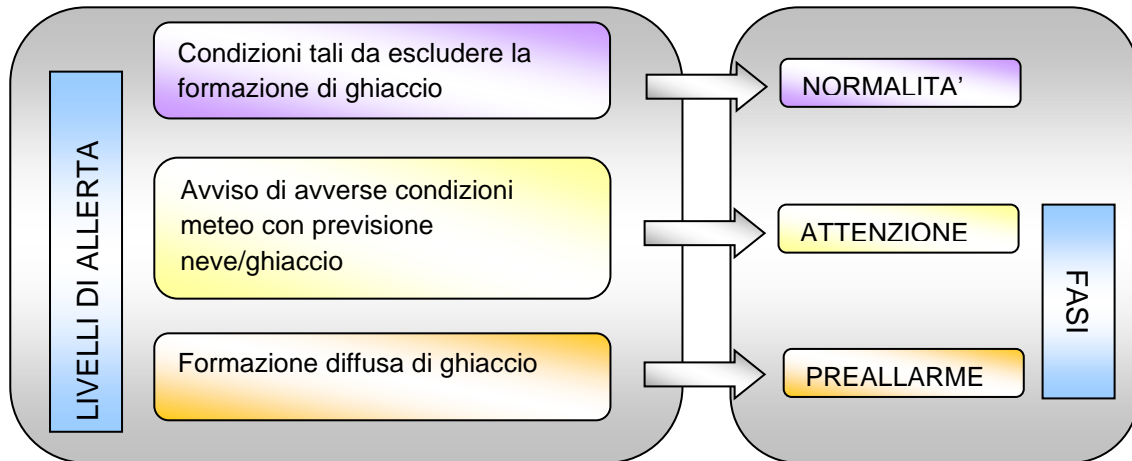 LIVELLI DI ALLERTA
Condizioni tali da escludere la
formazione di ghiaccio
NORMALITA’
Avviso di avverse condizioni
meteo con previsione
neve/ghiaccio
ATTENZIONE
Formazione diffusa di ghiaccio
PREALLARME
FASI